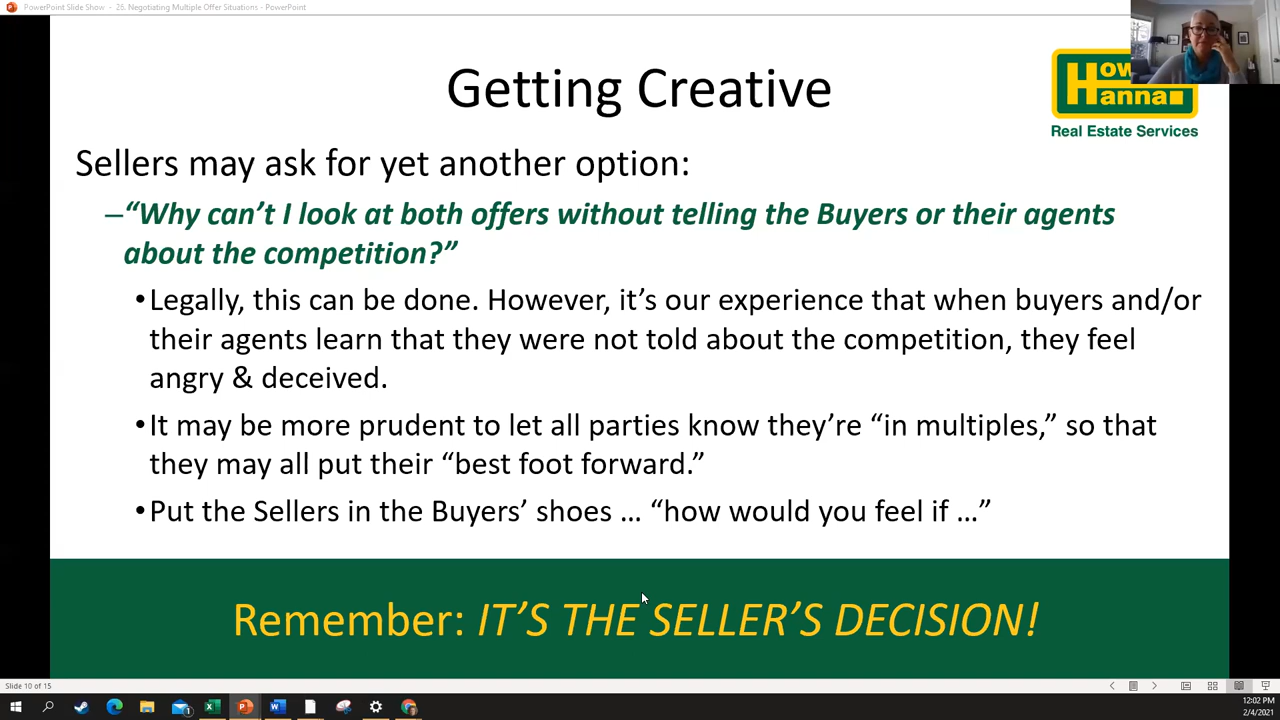 PowerPoint Slide Show - 26. Negotiating Multiple Offer Situations - PowerPoint
Getting Creative
How
Hanna
Real Estate Services
Sellers may ask for yet another option:
–“Why can’t I look at both offers without telling the Buyers or their agents
about the competition?”
•Legally, this can be done. However, it’s our experience that when buyers and/or
their agents learn that they were not told about the competition, they feel
angry & deceived.
•It may be more prudent to let all parties know they’re “in multiples,” so that
they may all put their “best foot forward.”
•Put the Sellers in the Buyers’ shoes … “how would you feel if …”
Remember: IT’S THE SELLER’S DECISION!
Slide 10 of 15
12:02 PM
2/4/2021